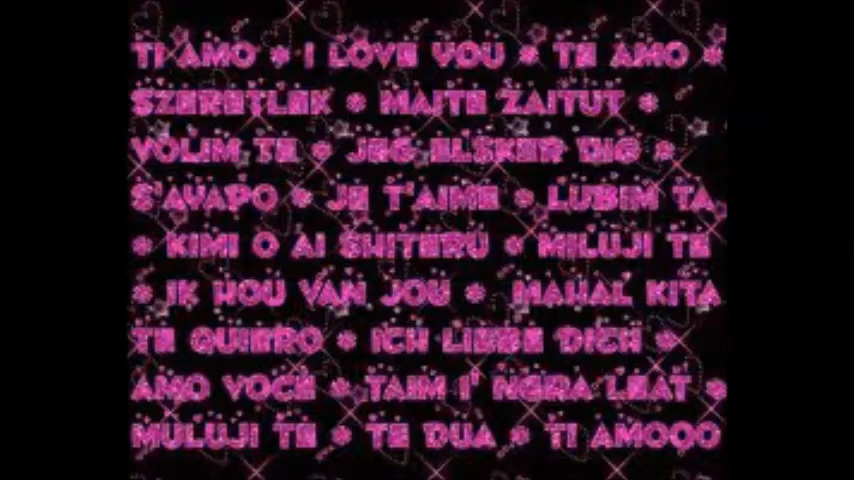 TI AMO * I LOVE YOU * TE AMO *
SZERETLEK * MAITE ZAITUT *
VOLIM TE * JEG ELSKER DIG *
S'AYAPO * JE T'AIME * LUBIM TA
* KIMI O AI SHITERU * MILUJI TE
* IK HOU VAN JOU * MAHAL KITA
TE QUIERO * ICH LIEBE DICH *
AMO VOCE * TAIM I' NGRA LEAT *
MULUJI TE * TE DUA * TI AMOOO